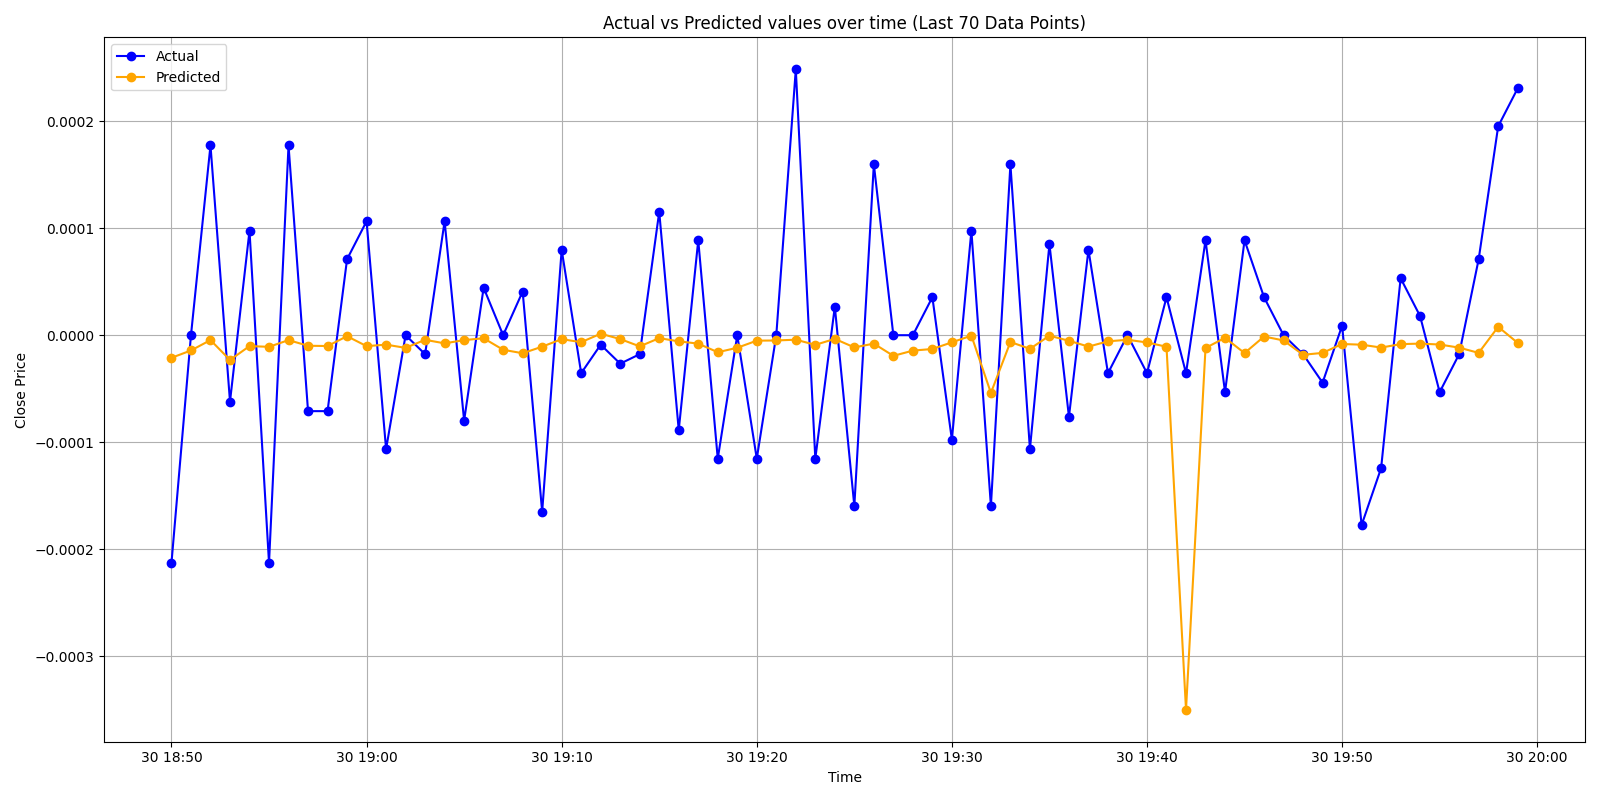 Actual vs Predicted values over time (Last 70 Data Points)
Actual
Predicted
0.0002
0.0001
0.0000
−0.0001
−0.0002
−0.0003
Close Price
30 18:50
30 19:00
30 19:10
30 19:20
30 19:30
30 19:40
30 19:50
30 20:00
Time